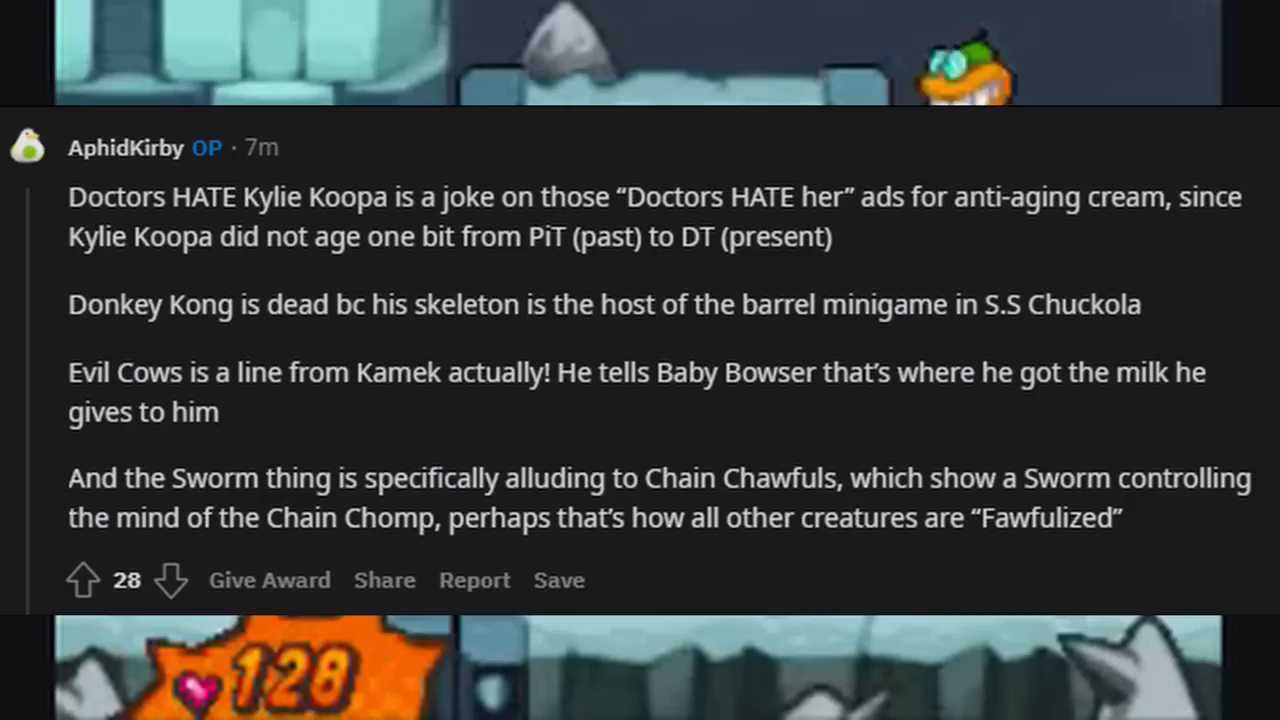 AphidKirby OP · 7m
Doctors HATE Kylie Koopa is a joke on those “Doctors HATE her” ads for anti-aging cream, since
Kylie Koopa did not age one bit from PiT (past) to DT (present)
Donkey Kong is dead bc his skeleton is the host of the barrel minigame in S.S Chuckola
Evil Cows is a line from Kamek actually! He tells Baby Bowser that’s where he got the milk he
gives to him
And the Sworm thing is specifically alluding to Chain Chawfuls, which show a Sworm controlling
the mind of the Chain Chomp, perhaps that’s how all other creatures are “Fawfulized”
28 Give Award Share Report Save
128